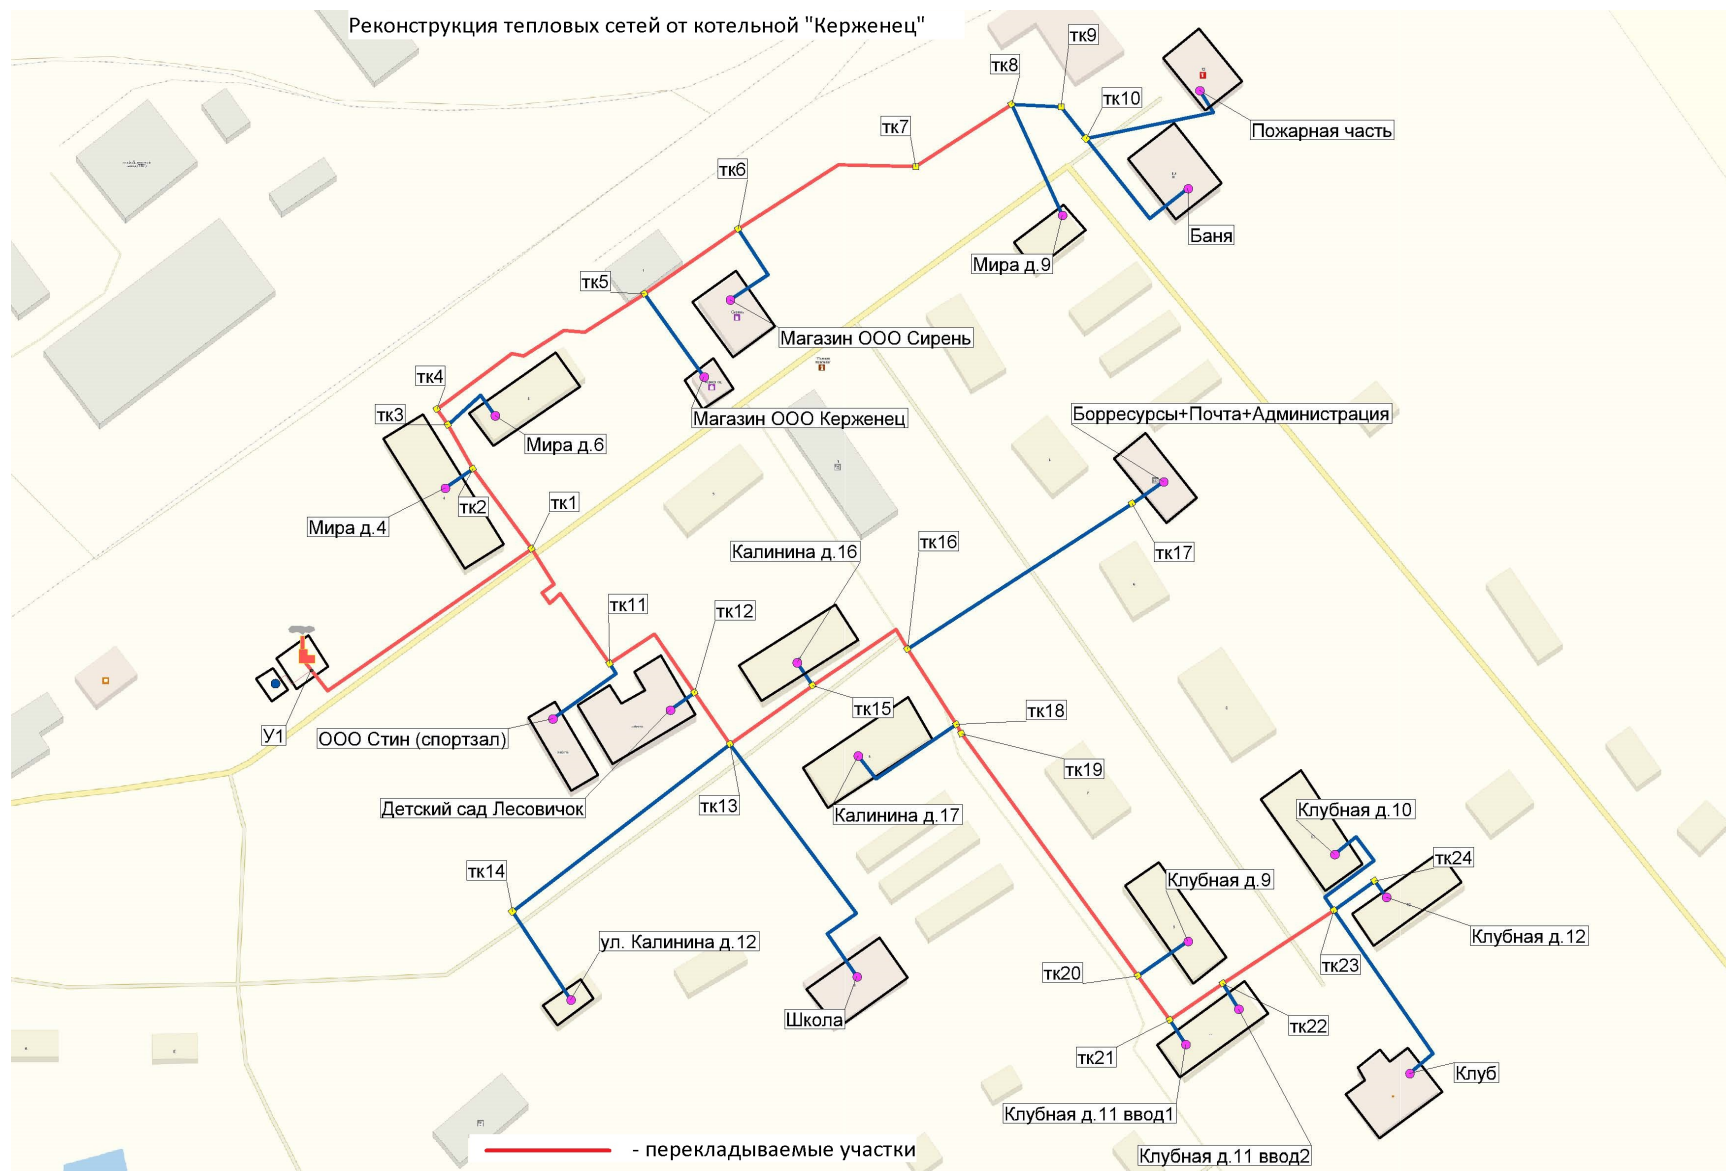 Реконструкция тепловых сетей от котельной "Керженец"
тк9
тк8
тк10
Пожарная часть
тк7
тк6
Баня
Мира д.9
тк5
Магазин ООО Сирень
тк4
тк3
Магазин ООО Керженец
Борресурсы+Почта+Администрация
Мира д.6
тк2
тк1
Мира д.4
тк16
Калинина д.16
тк17
тк11
тк12
тк15
тк18
У1
ООО Стин (спортзал)
тк19
Детский сад Лесовичок
тк13
Калинина д.17
Клубная д.10
тк24
тк14
Клубная д.9
ул. Калинина д.12
Клубная д.12
тк20
тк23
Школа
тк22
тк21
Клуб
Клубная д.11 ввод1
Клубная д.11 ввод2
- перекладываемые участки